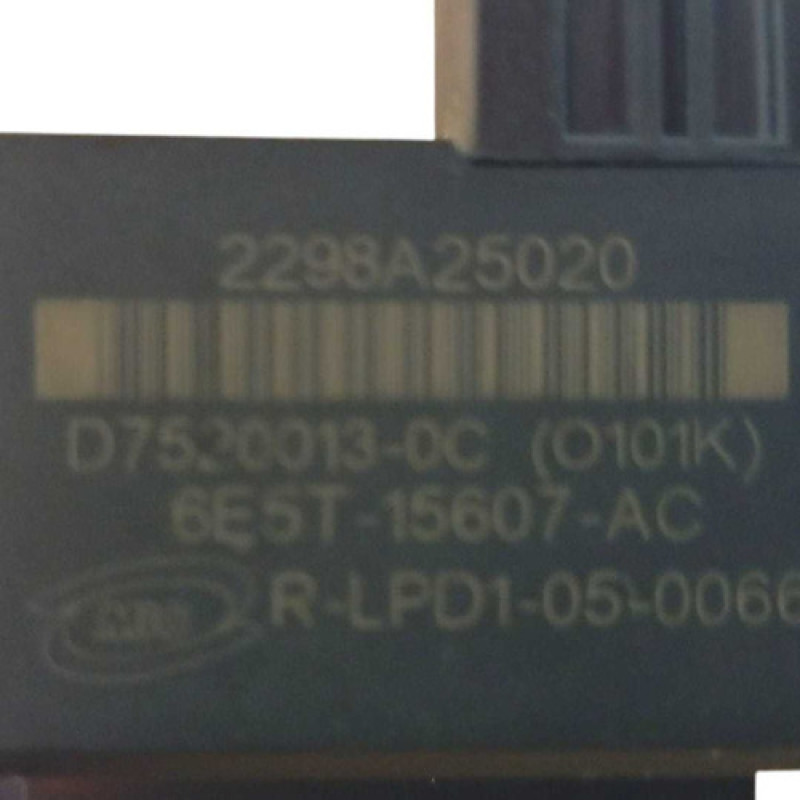 2298A25020
D7520013-0C (O101K)
6E5T-15607-AC
R-LPD1-05-0066